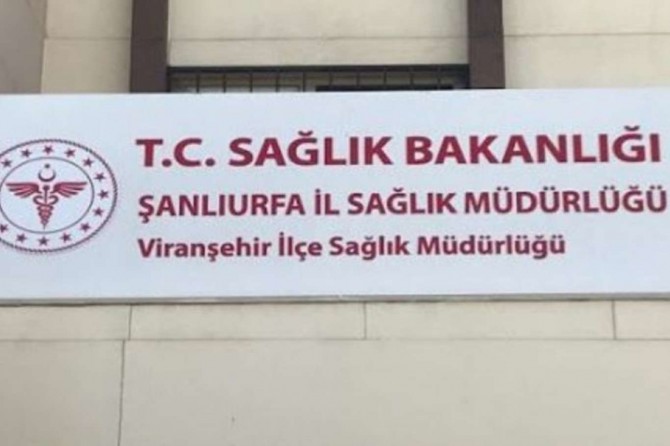 T.C. SAĞLIK BAKANLIĞI
ŞANLIURFA İL SAĞLIK MÜDÜRLÜĞÜ
Viranşehir İlçe Sağlık Müdürlüğü